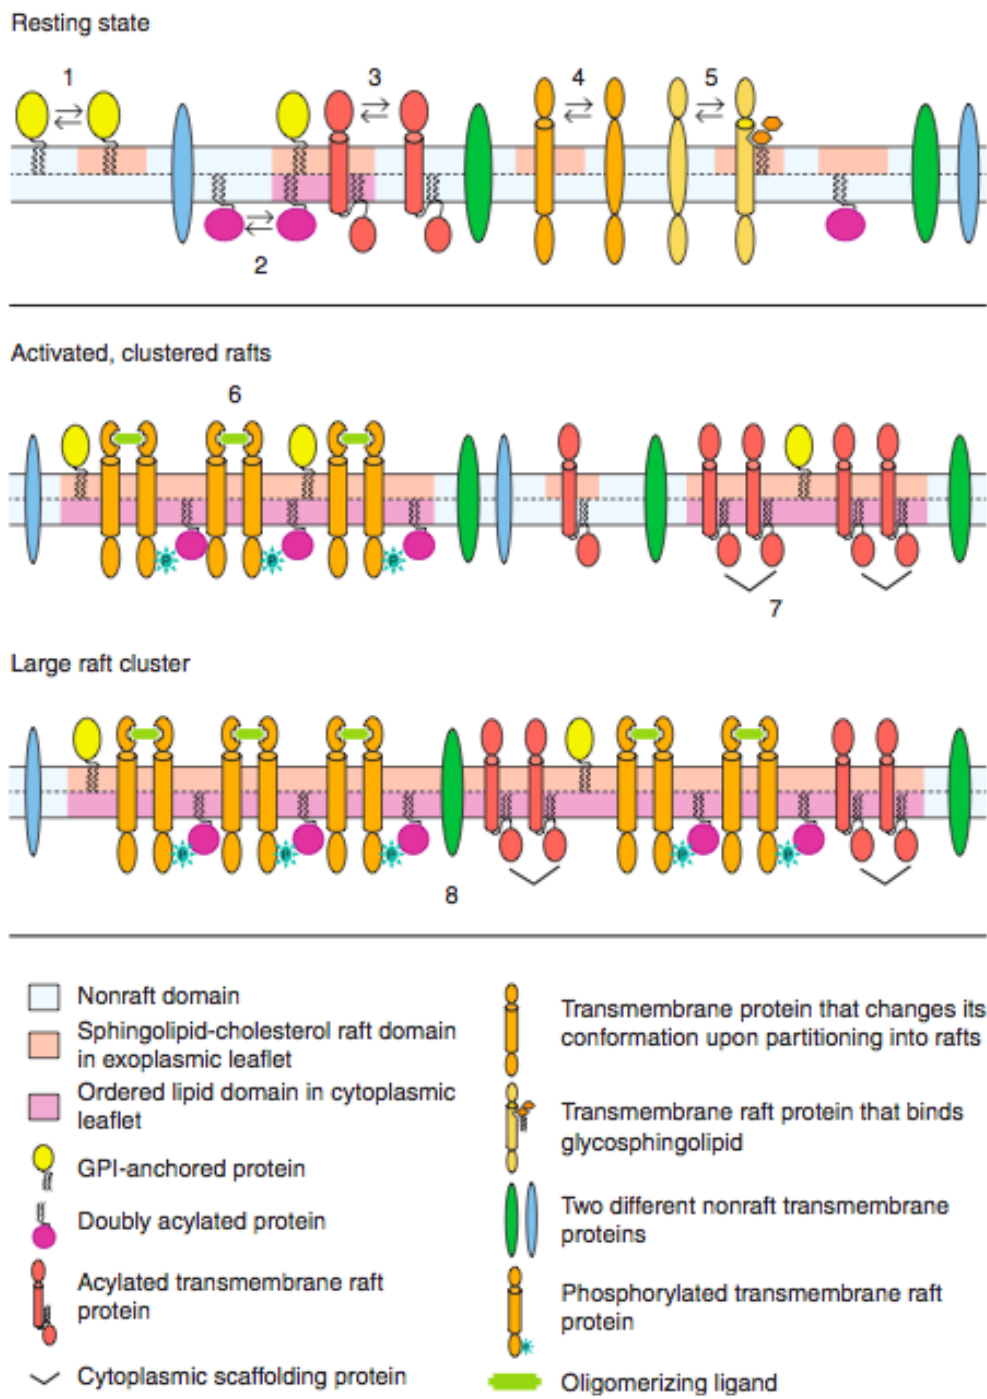 Resting state
1
3
4
5
2
Activated, clustered rafts
6
P
P
P
7
Large raft cluster
P
P
P
P
P
8
Nonraft domain
Sphingolipid-cholesterol raft domain
in exoplasmic leaflet
Ordered lipid domain in cytoplasmic
leaflet
GPI-anchored protein
Doubly acylated protein
Acylated transmembrane raft
protein
Cytoplasmic scaffolding protein
Transmembrane protein that changes its
conformation upon partitioning into rafts
Transmembrane raft protein that binds
glycosphingolipid
Two different nonraft transmembrane
proteins
Phosphorylated transmembrane raft
protein
Oligomerizing ligand